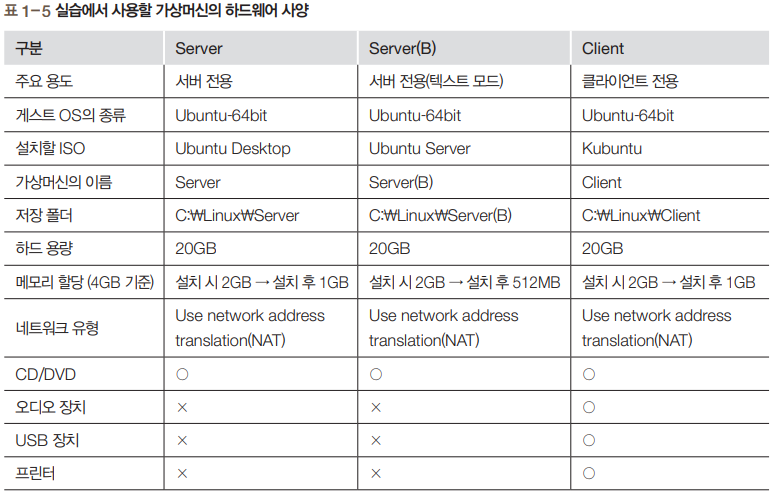 표 1-5 실습에서 사용할 가상머신의 하드웨어 사양
구분 Server Server(B) Client
주요 용도 서버 전용 서버 전용(텍스트 모드) 클라이언트 전용
게스트 OS의 종류 Ubuntu-64bit Ubuntu-64bit Ubuntu-64bit
설치할 ISO Ubuntu Desktop Ubuntu Server Kubuntu
가상머신의 이름 Server Server(B) Client
저장 폴더 C:₩Linux₩Server C:₩Linux₩Server(B) C:₩Linux₩Client
하드 용량 20GB 20GB 20GB
메모리 할당 (4GB 기준) 설치 시 2GB → 설치 후 1GB 설치 시 2GB → 설치 후 512MB 설치 시 2GB → 설치 후 1GB
네트워크 유형 Use network address translation(NAT) Use network address translation(NAT) Use network address translation(NAT)
CD/DVD ○ ○ ○
오디오 장치 × × ○
USB 장치 × × ○
프린터 × × ○